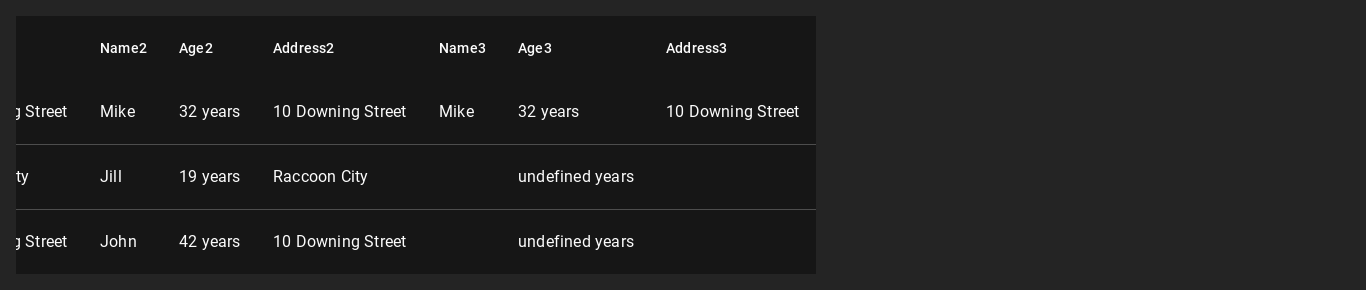 Name2 Age2 Address2 Name3 Age3 Address3
Street Mike 32 years 10 Downing Street Mike 32 years 10 Downing Street
Jill 19 years Raccoon City undefined years
Street John 42 years 10 Downing Street undefined years